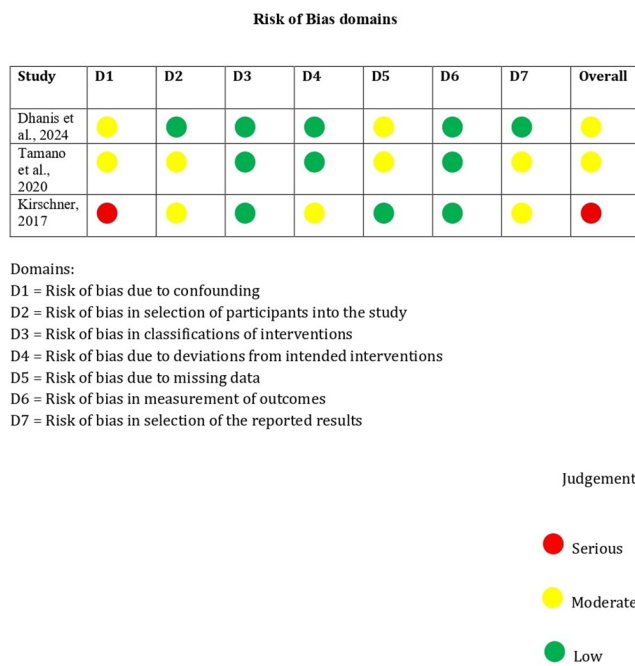 Risk of Bias domains
Study D1 D2 D3 D4 D5 D6 D7 Overall
Dhanis et
al., 2024
Tamano
et al.,
2020
Kirschner,
2017
Domains:
D1 = Risk of bias due to confounding
D2 = Risk of bias in selection of participants into the study
D3 = Risk of bias in classifications of interventions
D4 = Risk of bias due to deviations from intended interventions
D5 = Risk of bias due to missing data
D6 = Risk of bias in measurement of outcomes
D7 = Risk of bias in selection of the reported results
Judgement
Serious
Moderate
Low